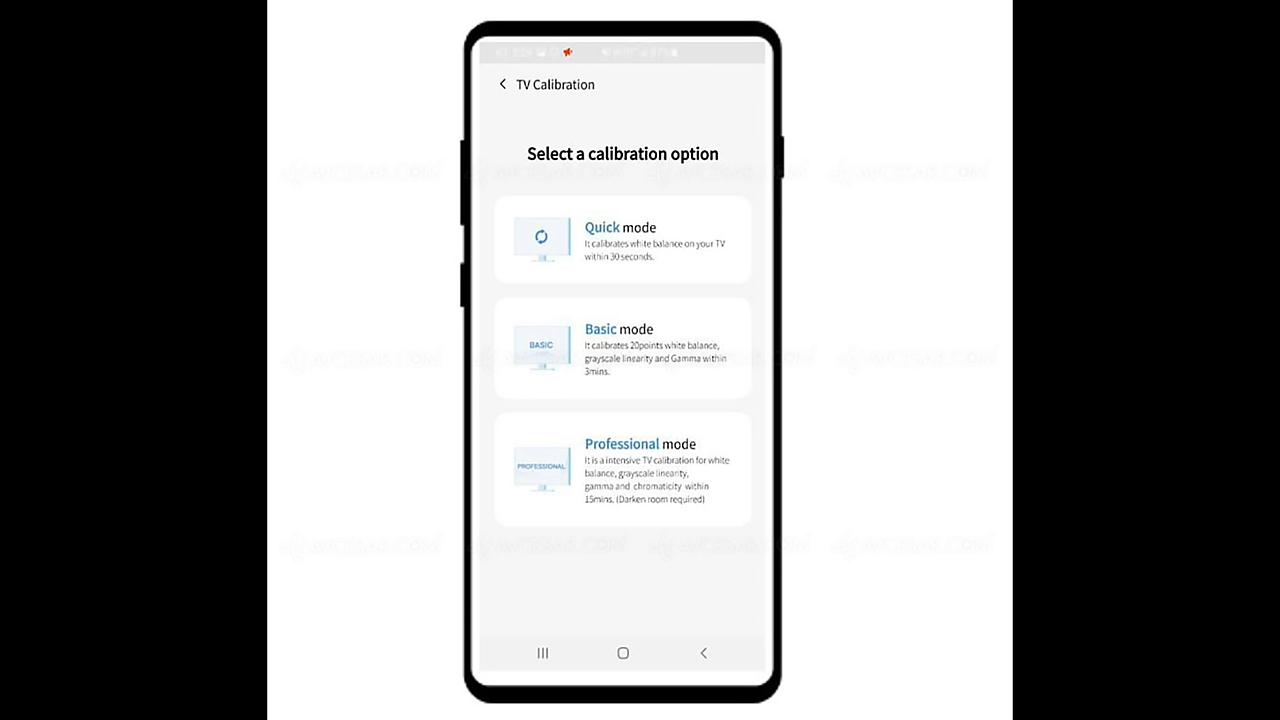 TV Calibration
Select a calibration option
Quick mode
It calibrates white balance on your TV
within 30 seconds.
BASIC
Basic mode
It calibrates 20points white balance,
grayscale linearity and Gamma within
3mins.
PROFESSIONAL
Professional mode
It is a intensive TV calibration for white
balance, grayscale linearity,
gamma and chromaticity within
15mins. (Darken room required)